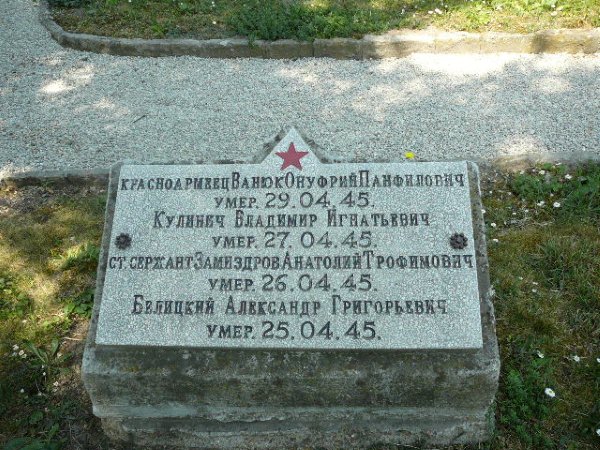 КРАСНОАРМЕЕЦ ВАНЮК ОНУФРИЙ ПАНФИЛОВИЧ
УМЕР. 29.04.45.
КУЛИНИЧ ВЛАДИМИР ИГНАТЬЕВИЧ
УМЕР. 27.04.45.
СТ. СЕРЖАНТ ЗАМИЗДРОВ АНАТОЛИЙ ТРОФИМОВИЧ
УМЕР. 26.04.45.
БЕЛИЦКИЙ АЛЕКСАНДР ГРИГОРЬЕВИЧ
УМЕР. 25.04.45.